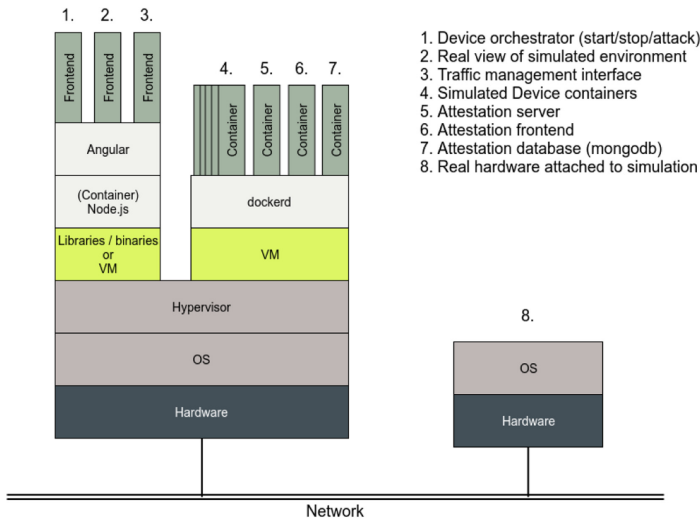 1. 2. 3.
Frontend
Frontend
Frontend
4. 5. 6. 7.
Container
Container
Container
Container
Angular
(Container)
Node.js
Libraries / binaries
or
VM
dockerd
VM
Hypervisor
OS
Hardware
1. Device orchestrator (start/stop/attack)
2. Real view of simulated environment
3. Traffic management interface
4. Simulated Device containers
5. Attestation server
6. Attestation frontend
7. Attestation database (mongodb)
8. Real hardware attached to simulation
8.
OS
Hardware
Network